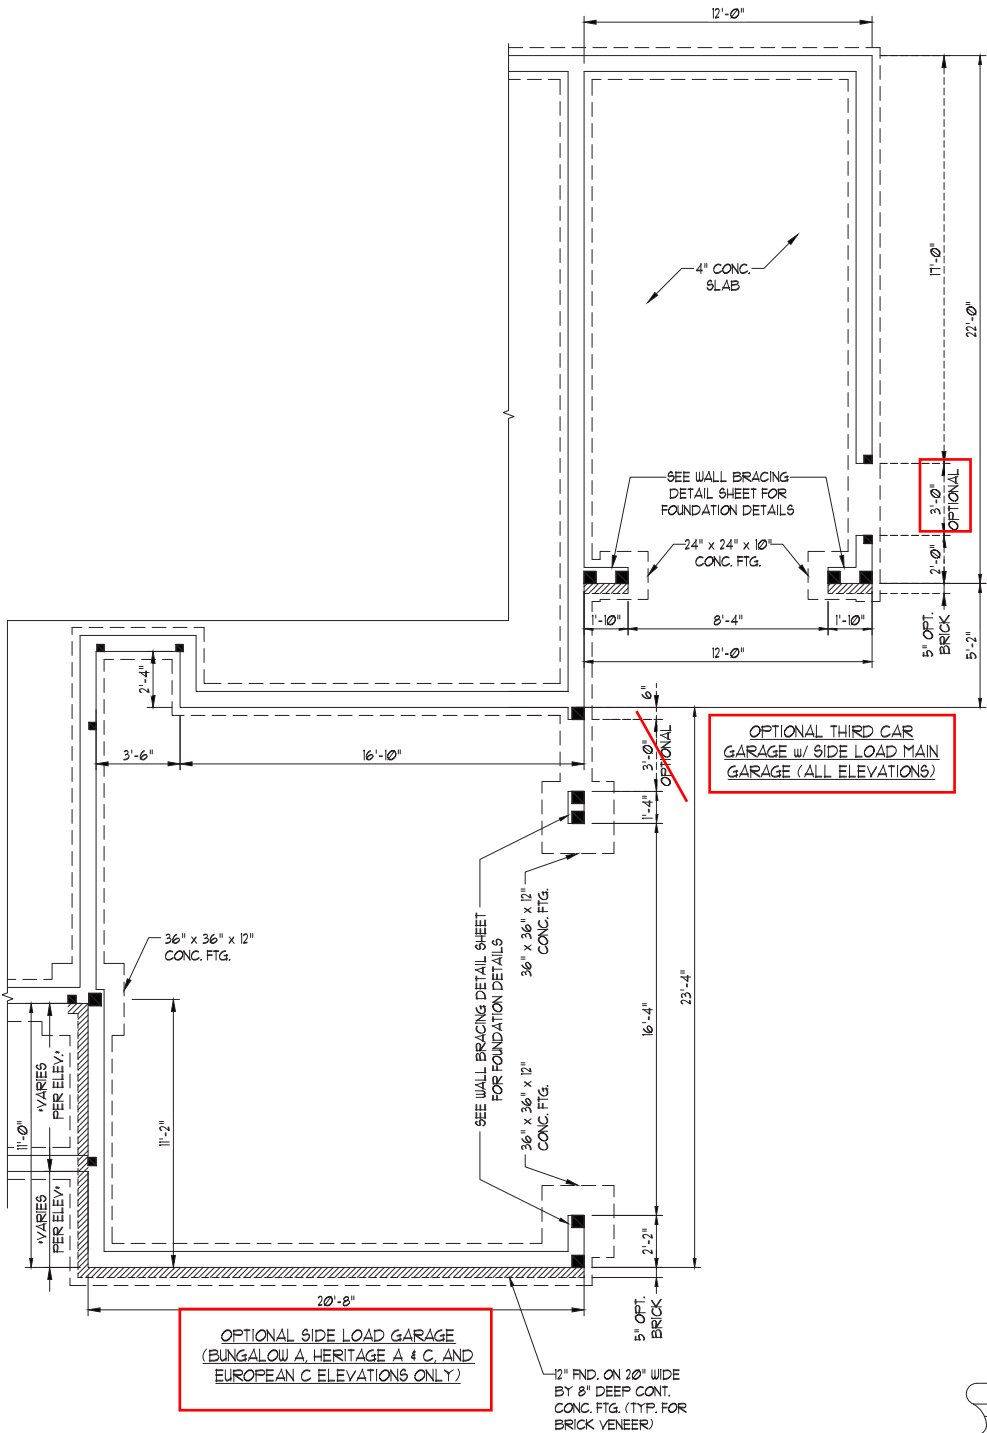 12'-0"
4" CONC.
SLAB
17'-0"
22'-0"
SEE WALL BRACING
DETAIL SHEET FOR
FOUNDATION DETAILS
3'-0"
OPTIONAL
24" x 24" x 10"
CONC. FTG.
2'-0"
1'-10"
8'-4"
1'-10"
5" OPT.
BRICK
5'-2"
12'-0"
2'-4"
6"
3'-6"
16'-10"
3'-0"
OPTIONAL
OPTIONAL THIRD CAR
GARAGE w/ SIDE LOAD MAIN
GARAGE (ALL ELEVATIONS)
1'-4"
36" x 36" x 12"
CONC. FTG.
36" x 36" x 12"
CONC. FTG.
SEE WALL BRACING DETAIL SHEET
FOR FOUNDATION DETAILS
16'-4"
23'-4"
*VARIES
PER ELEV.*
11'-0"
11'-2"
36" x 36" x 12"
CONC. FTG.
*VARIES
PER ELEV.*
2'-2"
20'-8"
5" OPT.
BRICK
OPTIONAL SIDE LOAD GARAGE
(BUNGALOW A, HERITAGE A & C, AND
EUROPEAN C ELEVATIONS ONLY)
12" FND. ON 20" WIDE
BY 8" DEEP CONT.
CONC. FTG. (TYP. FOR
BRICK VENEER)